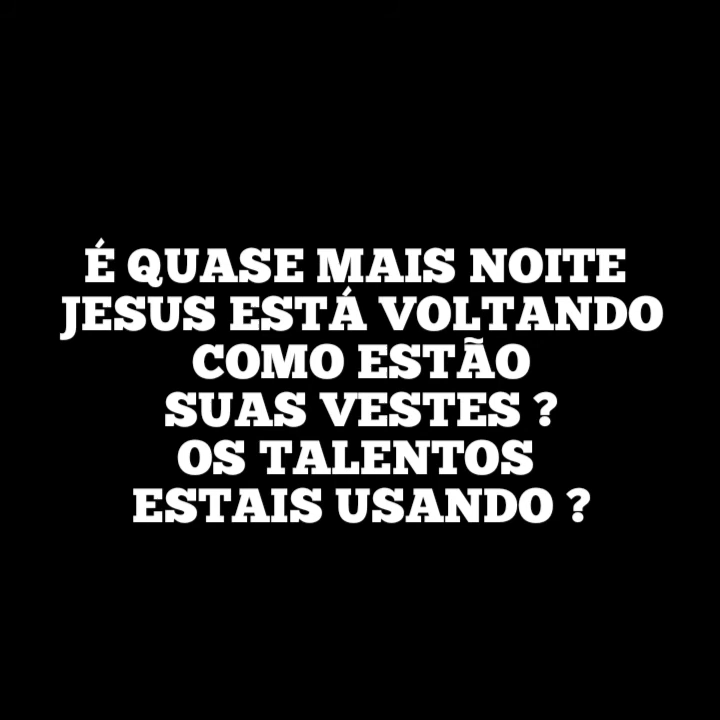 É QUASE MAIS NOITE
JESUS ESTÁ VOLTANDO
COMO ESTÃO
SUAS VESTES ?
OS TALENTOS
ESTAIS USANDO ?